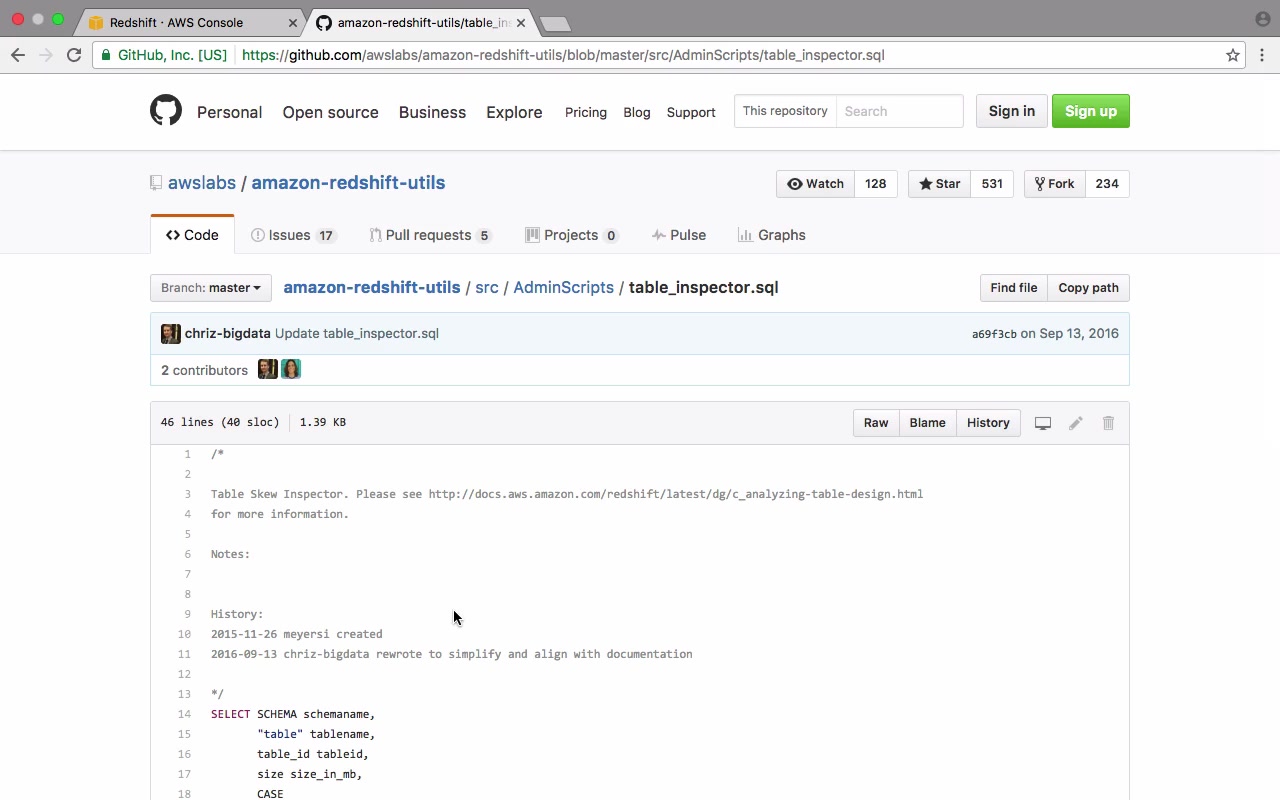 Redshift · AWS Console
amazon-redshift-utils/table_ins
GitHub, Inc. [US] https://github.com/awslabs/amazon-redshift-utils/blob/master/src/AdminScripts/table_inspector.sql
Personal Open source Business Explore Pricing Blog Support This repository Search Sign in Sign up
awslabs / amazon-redshift-utils Watch 128 Star 531 Fork 234
Code Issues 17 Pull requests 5 Projects 0 Pulse Graphs
Branch: master amazon-redshift-utils / src / AdminScripts / table_inspector.sql Find file Copy path
chriz-bigdata Update table_inspector.sql a69f3cb on Sep 13, 2016
2 contributors
46 lines (40 sloc) 1.39 KB Raw Blame History
1 /*
2
3 Table Skew Inspector. Please see http://docs.aws.amazon.com/redshift/latest/dg/c_analyzing-table-design.html
4 for more information.
5
6 Notes:
7
8
9 History:
10 2015-11-26 meyersi created
11 2016-09-13 chriz-bigdata rewrote to simplify and align with documentation
12
13 */
14 SELECT SCHEMA schemaname,
15 "table" tablename,
16 table_id tableid,
17 size size_in_mb,
18 CASE